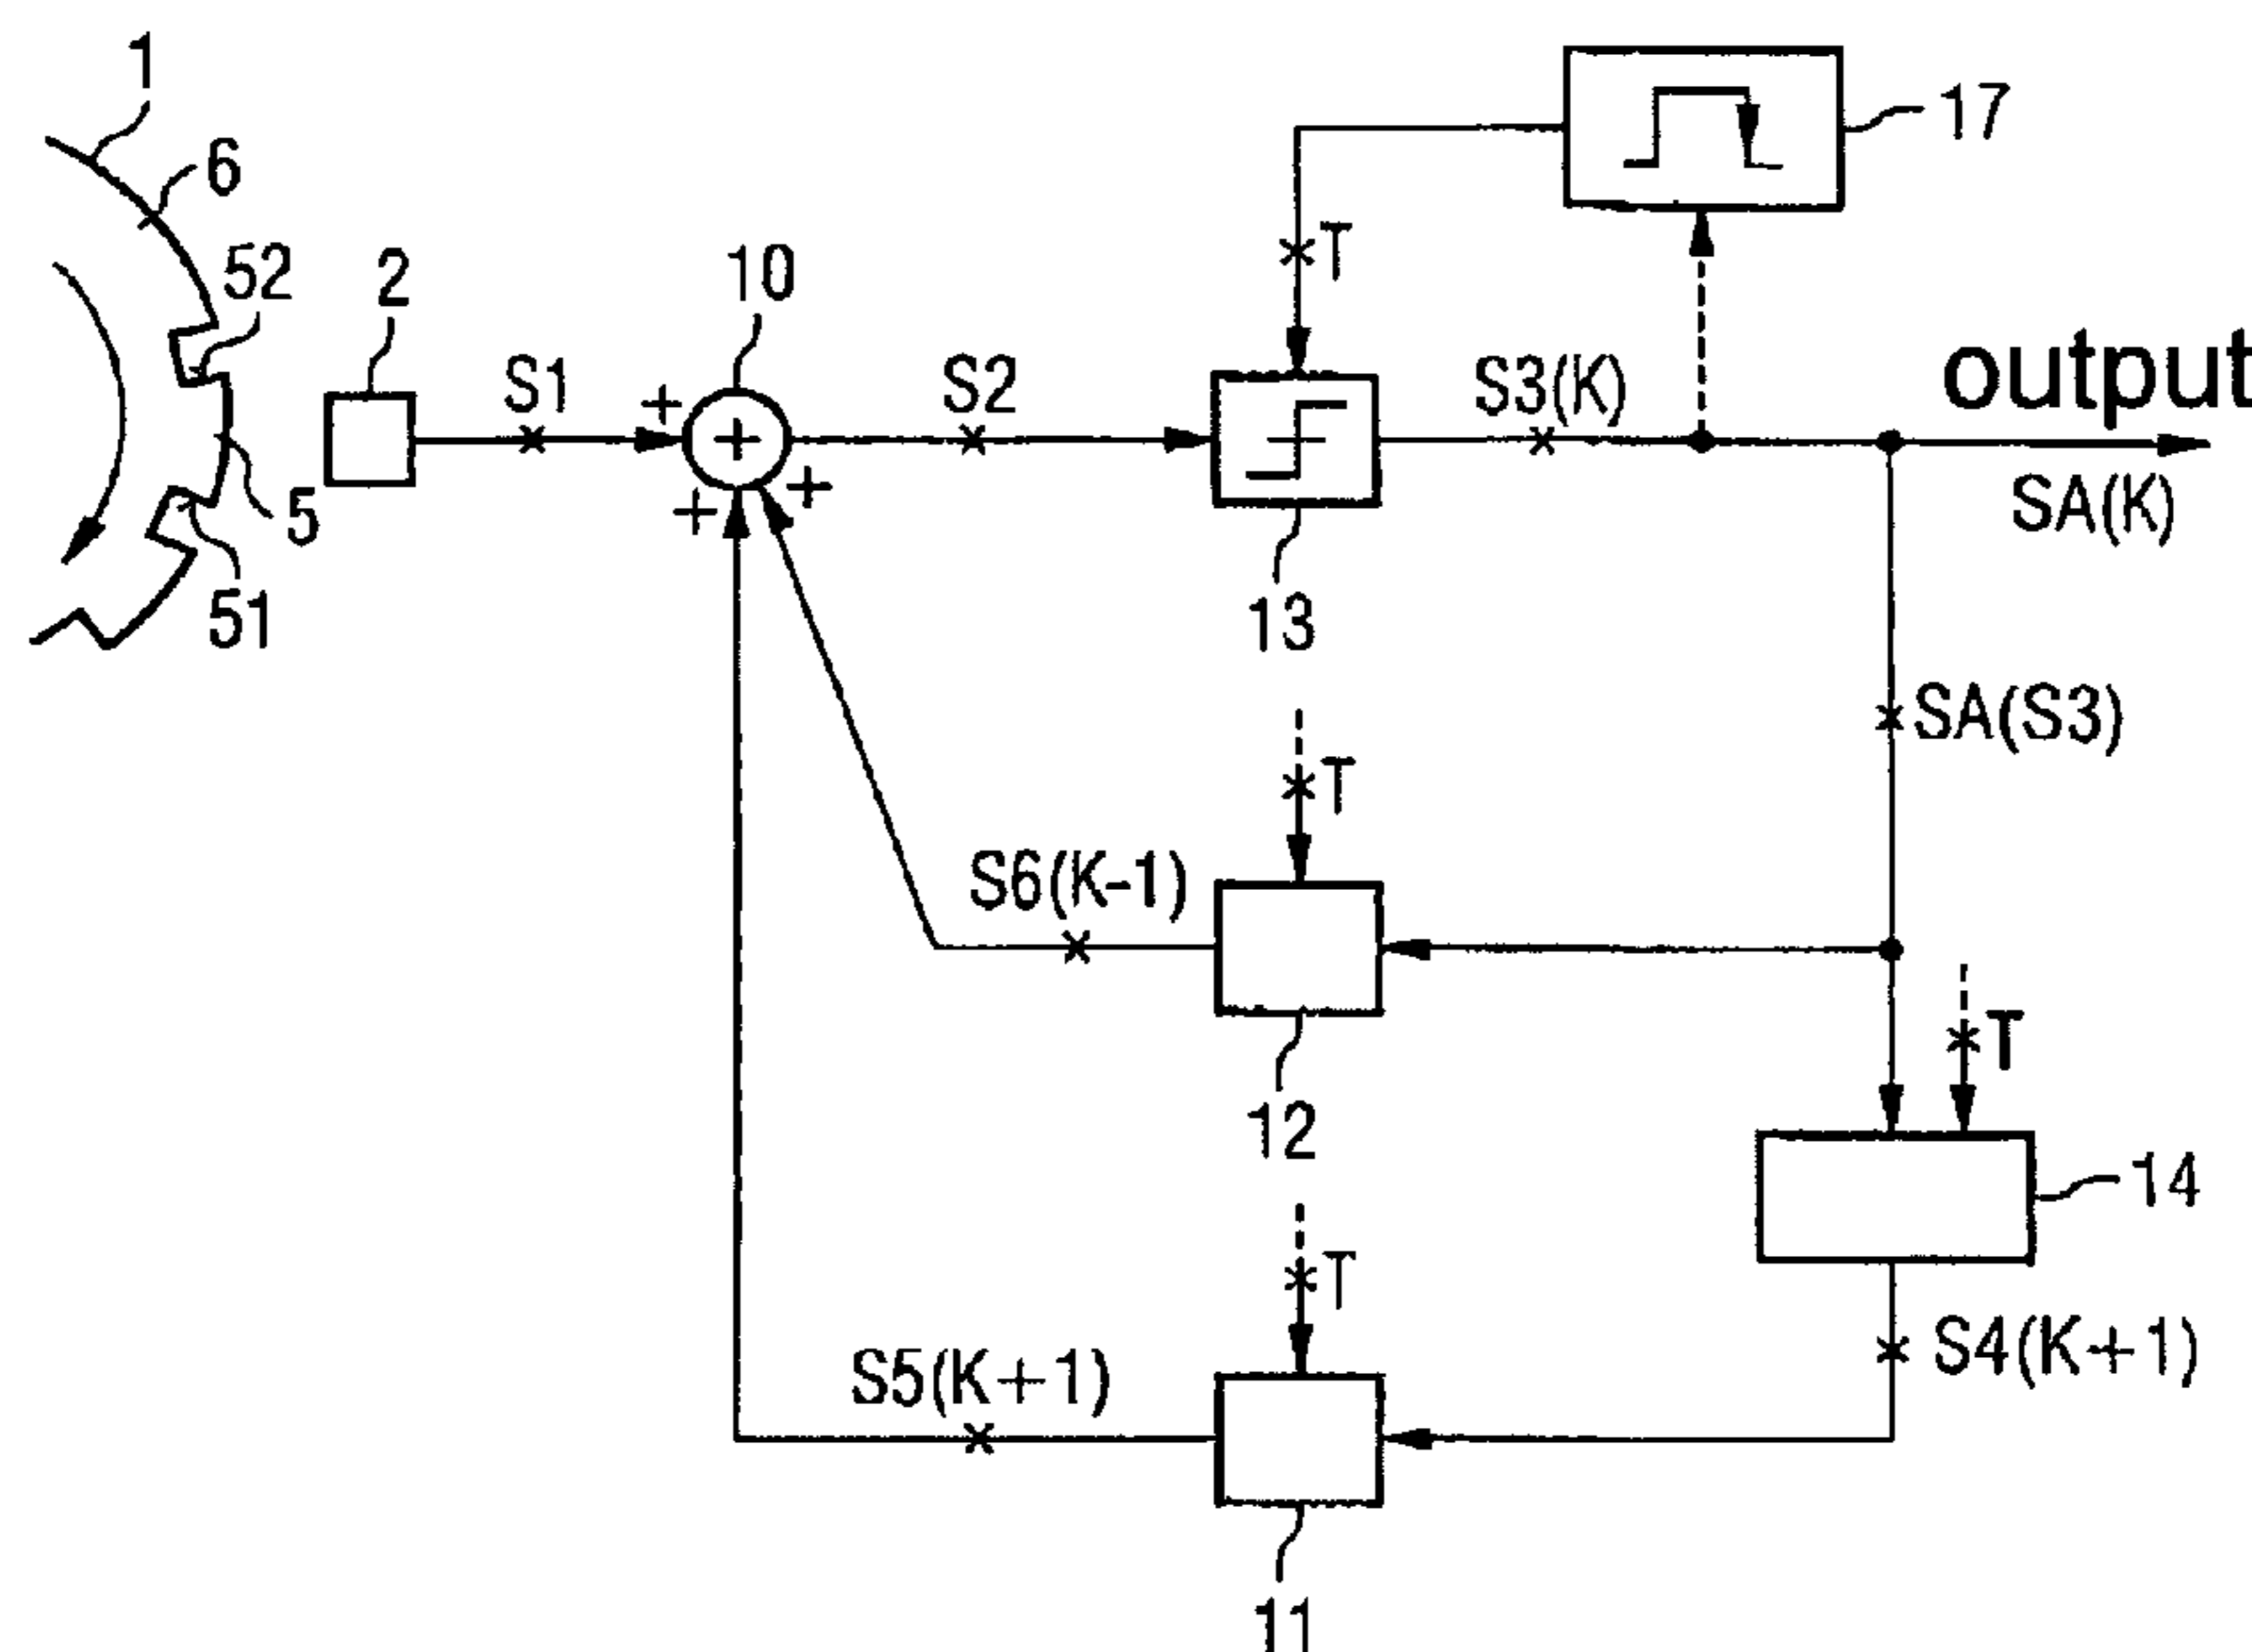 1
6
17
52
2
10
T
S1
+
+
S2
S3(K)
output
5
+
+
SA(K)
51
13
SA(S3)
T
S6(K-1)
T
12
14
T
S4(K+1)
S5(K+1)
11